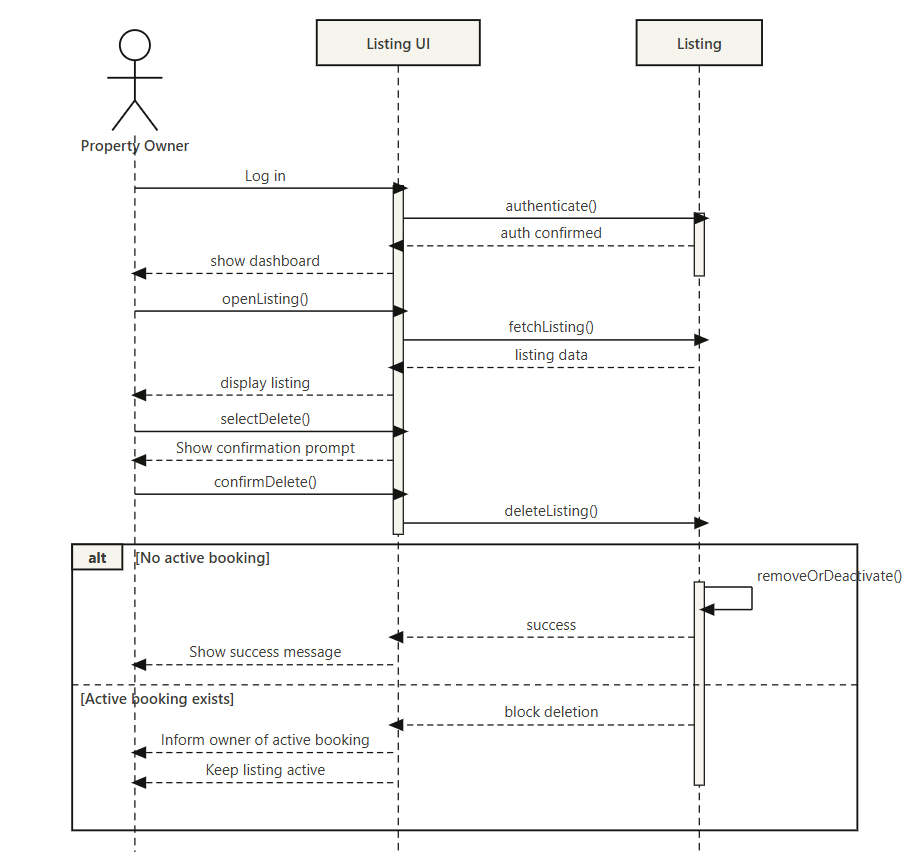 Listing UI
Listing
Property Owner
Log in
authenticate()
auth confirmed
show dashboard
openListing()
fetchListing()
listing data
display listing
selectDelete()
Show confirmation prompt
confirmDelete()
deleteListing()
alt
[No active booking]
removeOrDeactivate()
success
Show success message
[Active booking exists]
block deletion
Inform owner of active booking
Keep listing active